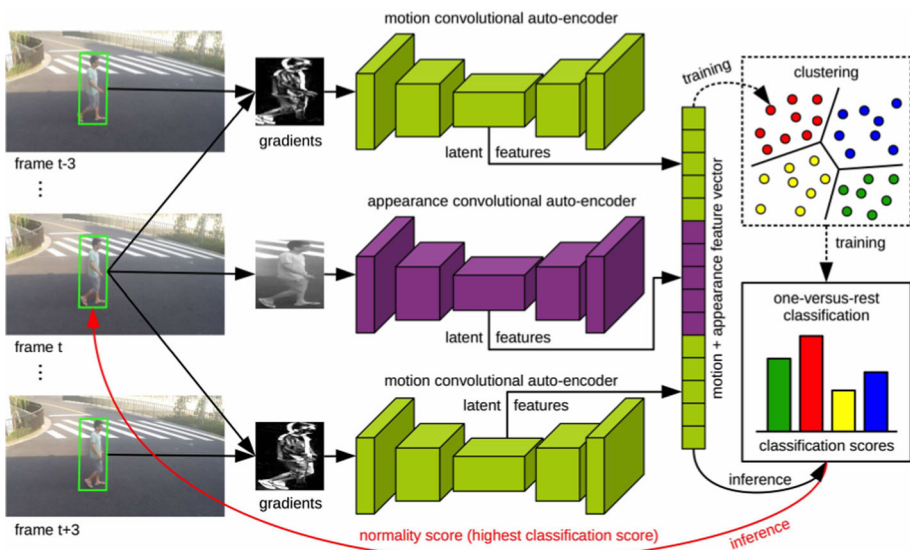 motion convolutional auto-encoder
training
clustering
gradients
latent features
frame t-3
appearance convolutional auto-encoder
motion + appearance feature vector
training
one-versus-rest
classification
latent features
frame t
motion convolutional auto-encoder
latent features
classification scores
inference
gradients
frame t+3
normality score (highest classification score)
inference